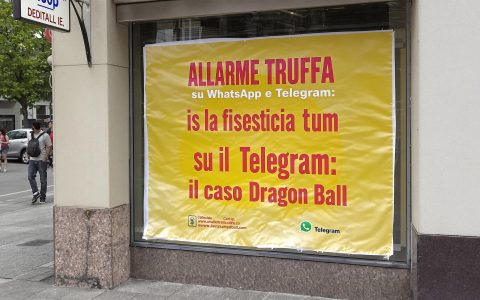 DEDITALL IE.
ALLARME TRUFFA
su WhatsApp e Telegram:
is la fisesticia tum
su il Telegram:
il caso Dragon Ball
Telegram